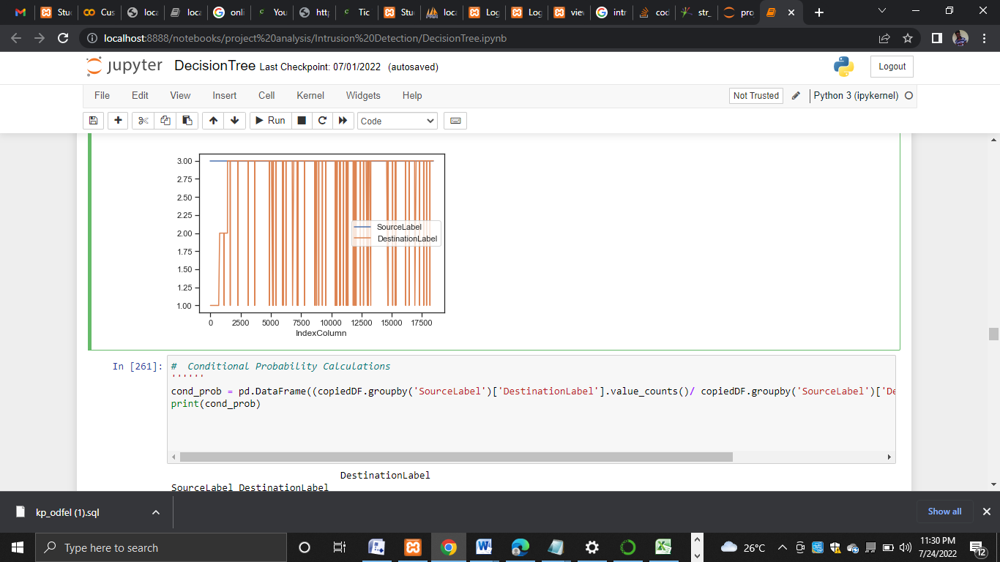 Stu
Cus
loca
loca
onli
You
http
Tic
Stu
loca
Log
Log
view
intr
cod
str_
pro
localhost:8888/notebooks/project%20analysis/Intrusion%20Detection/DecisionTree.ipynb
jupyter DecisionTree Last Checkpoint: 07/01/2022 (autosaved)
Logout
File Edit View Insert Cell Kernel Widgets Help
Not Trusted
Python 3 (ipykernel)
Run
Code
3.00
2.75
2.50
2.25
2.00
1.75
1.50
1.25
1.00
SourceLabel
DestinationLabel
0 2500 5000 7500 10000 12500 15000 17500
IndexColumn
In [261]:
#  Conditional Probability Calculations
''''''
cond_prob = pd.DataFrame((copiedDF.groupby('SourceLabel')['DestinationLabel'].value_counts()/ copiedDF.groupby('SourceLabel')['De
print(cond_prob)
DestinationLabel
SourceLabel DestinationLabel
kp_odfel (1).sql
Show all
Type here to search
26°C
11:30 PM
7/24/2022
12